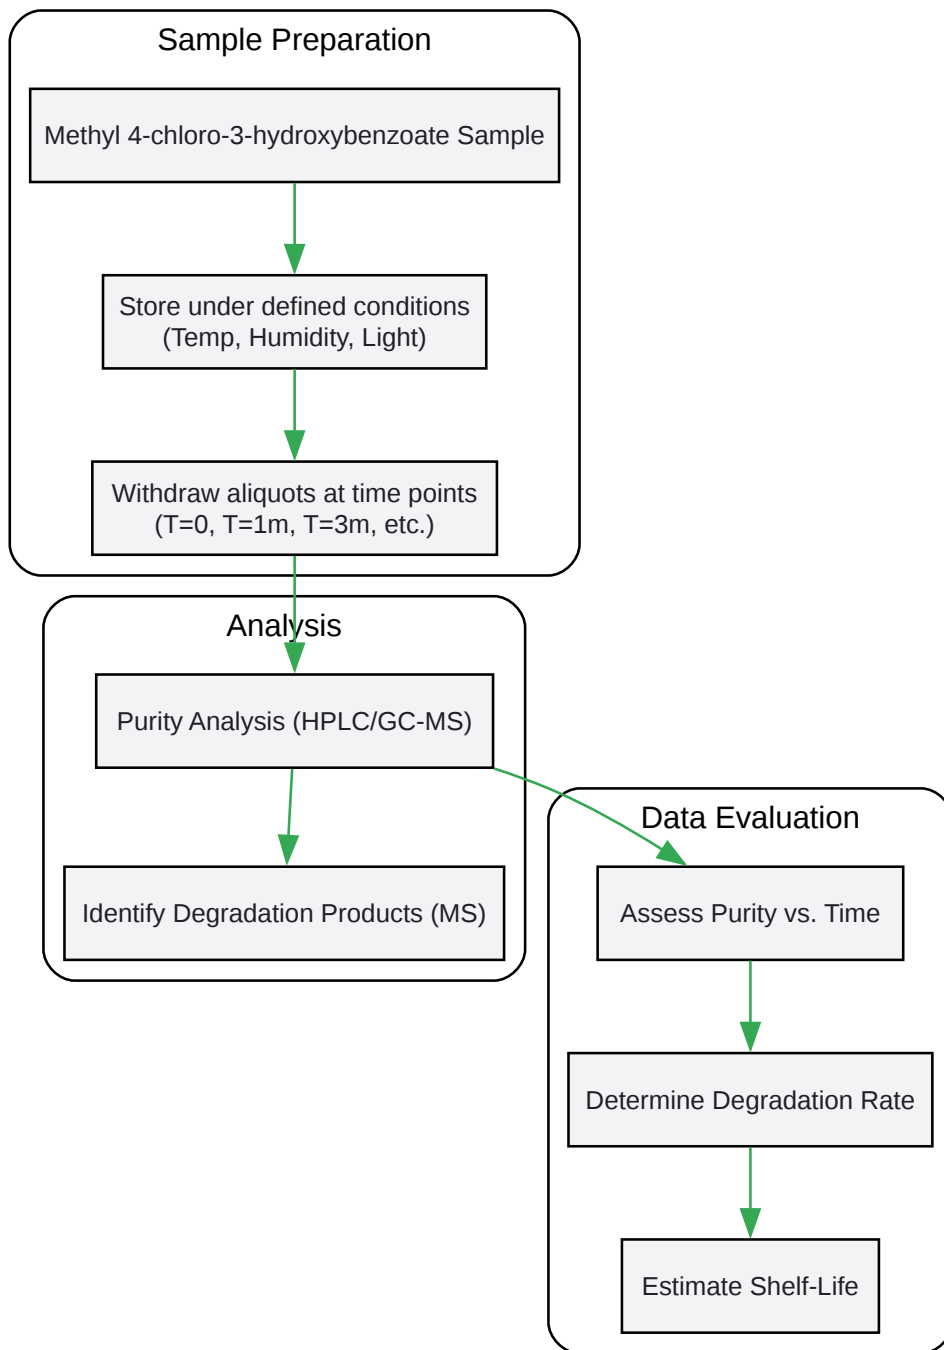 Sample Preparation
Methyl 4-chloro-3-hydroxybenzoate Sample
Store under defined conditions
(Temp, Humidity, Light)
Withdraw aliquots at time points
(T=0, T=1m, T=3m, etc.)
Analysis
Purity Analysis (HPLC/GC-MS)
Identify Degradation Products (MS)
Data Evaluation
Assess Purity vs. Time
Determine Degradation Rate
Estimate Shelf-Life